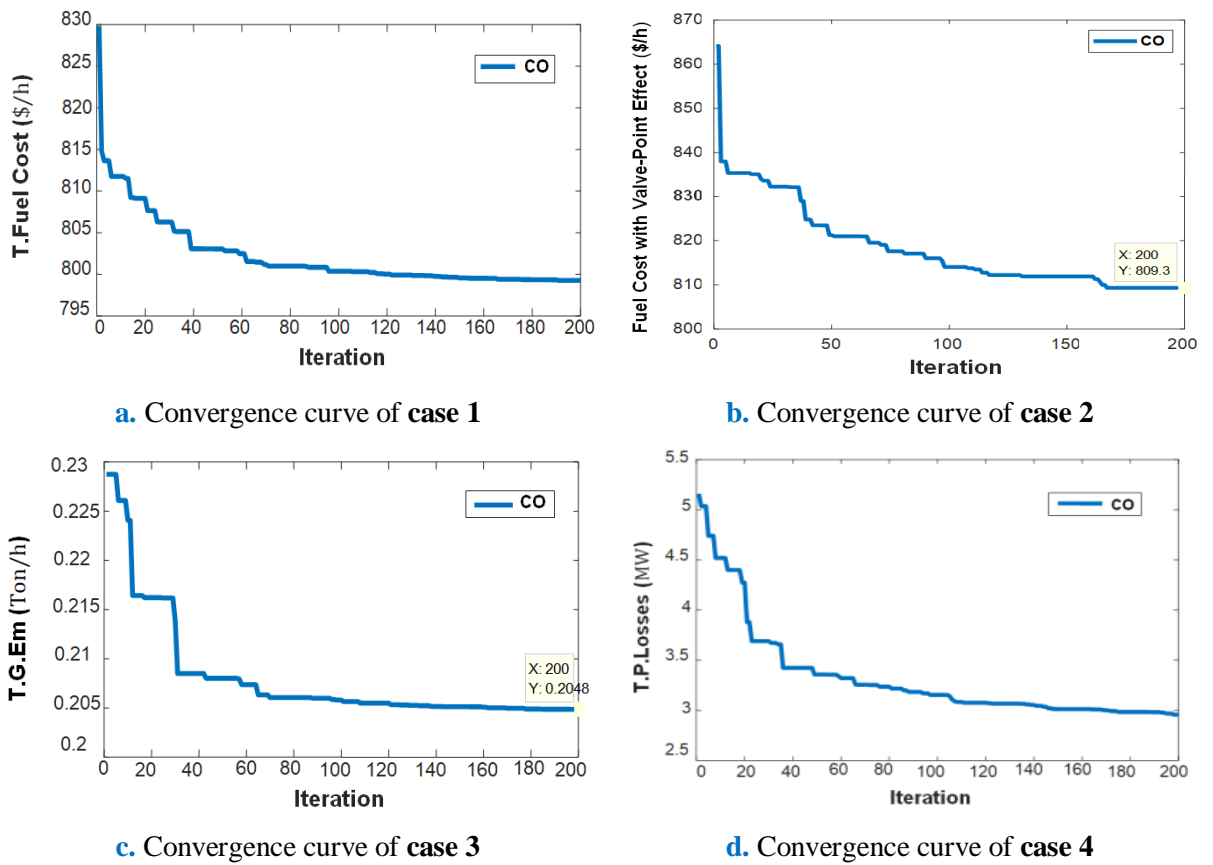 830
825
820
815
810
805
800
795
T.Fuel Cost ($/h)
CO
0 20 40 60 80 100 120 140 160 180 200
Iteration
a. Convergence curve of case 1
870
860
850
840
830
820
810
800
Fuel Cost with Valve-Point Effect ($/h)
CO
X: 200
Y: 809.3
0 50 100 150 200
Iteration
b. Convergence curve of case 2
0.23
0.225
0.22
0.215
0.21
0.205
0.2
T.G.Em (Ton/h)
CO
X: 200
Y: 0.2048
0 20 40 60 80 100 120 140 160 180 200
Iteration
c. Convergence curve of case 3
5.5
5
4.5
4
3.5
3
2.5
T.P.Losses (MW)
CO
0 20 40 60 80 100 120 140 160 180 200
Iteration
d. Convergence curve of case 4